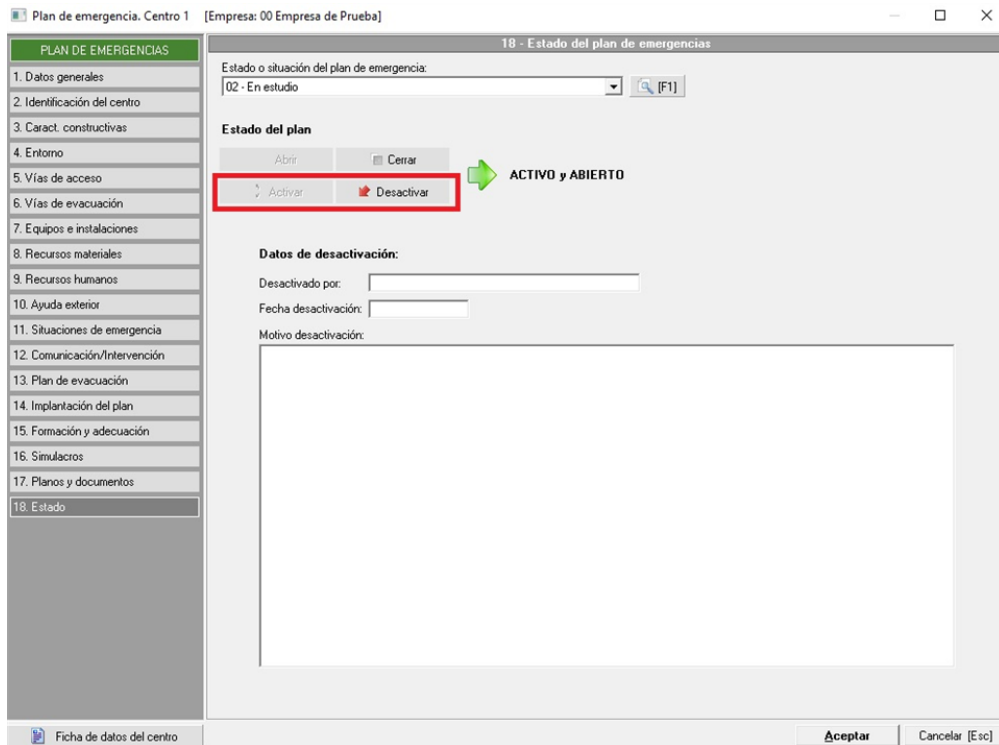 Plan de emergencia. Centro 1 [Empresa: 00 Empresa de Prueba]
PLAN DE EMERGENCIAS
1. Datos generales
2. Identificación del centro
3. Caract. constructivas
4. Entorno
5. Vías de acceso
6. Vías de evacuación
7. Equipos e instalaciones
8. Recursos materiales
9. Recursos humanos
10. Ayuda exterior
11. Situaciones de emergencia
12. Comunicación/Intervención
13. Plan de evacuación
14. Implantación del plan
15. Formación y adecuación
16. Simulacros
17. Planos y documentos
18. Estado
Ficha de datos del centro
18 - Estado del plan de emergencias
Estado o situación del plan de emergencia:
02 - En estudio [F1]
Estado del plan
Abrir Cerrar
Activar Desactivar
ACTIVO y ABIERTO
Datos de desactivación:
Desactivado por:
Fecha desactivación:
Motivo desactivación:
Aceptar Cancelar [Esc]